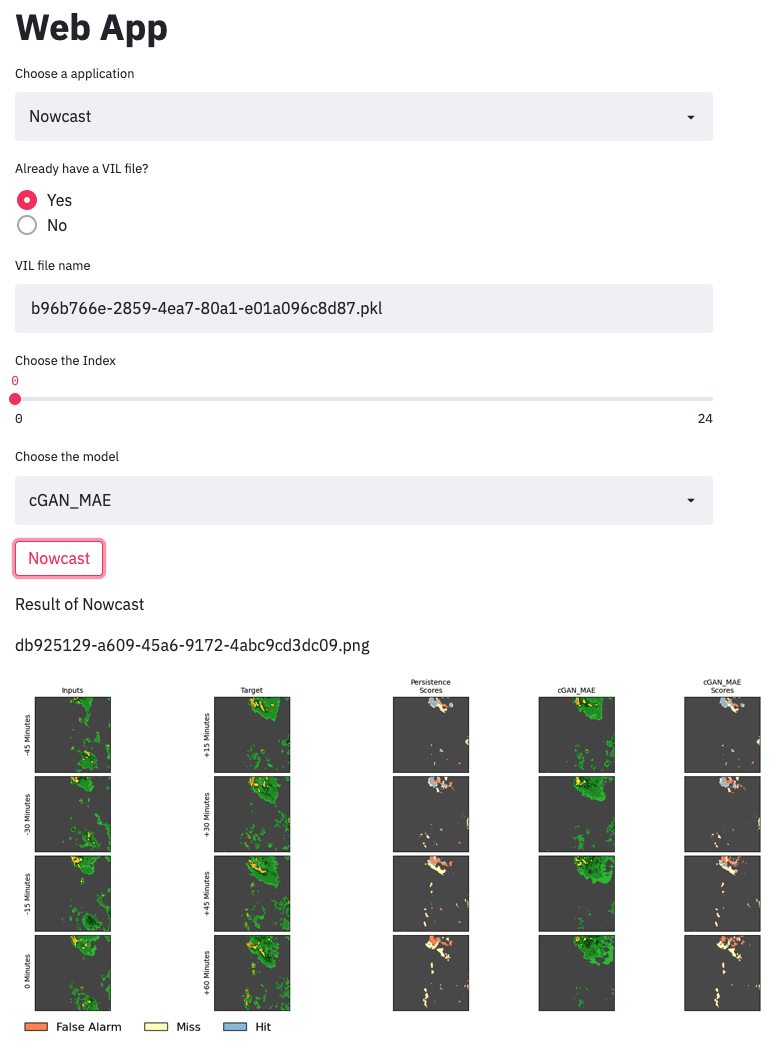 Web App
Choose a application
Nowcast
Already have a VIL file?
Yes
No
VIL file name
b96b766e-2859-4ea7-80a1-e01a096c8d87.pkl
Choose the Index
0
0 24
Choose the model
cGAN_MAE
Nowcast
Result of Nowcast
db925129-a609-45a6-9172-4abc9cd3dc09.png
Inputs
Target
Persistence
Scores
cGAN_MAE
cGAN_MAE
Scores
-45 Minutes
+15 Minutes
-30 Minutes
+30 Minutes
-15 Minutes
+45 Minutes
0 Minutes
+60 Minutes
False Alarm Miss Hit